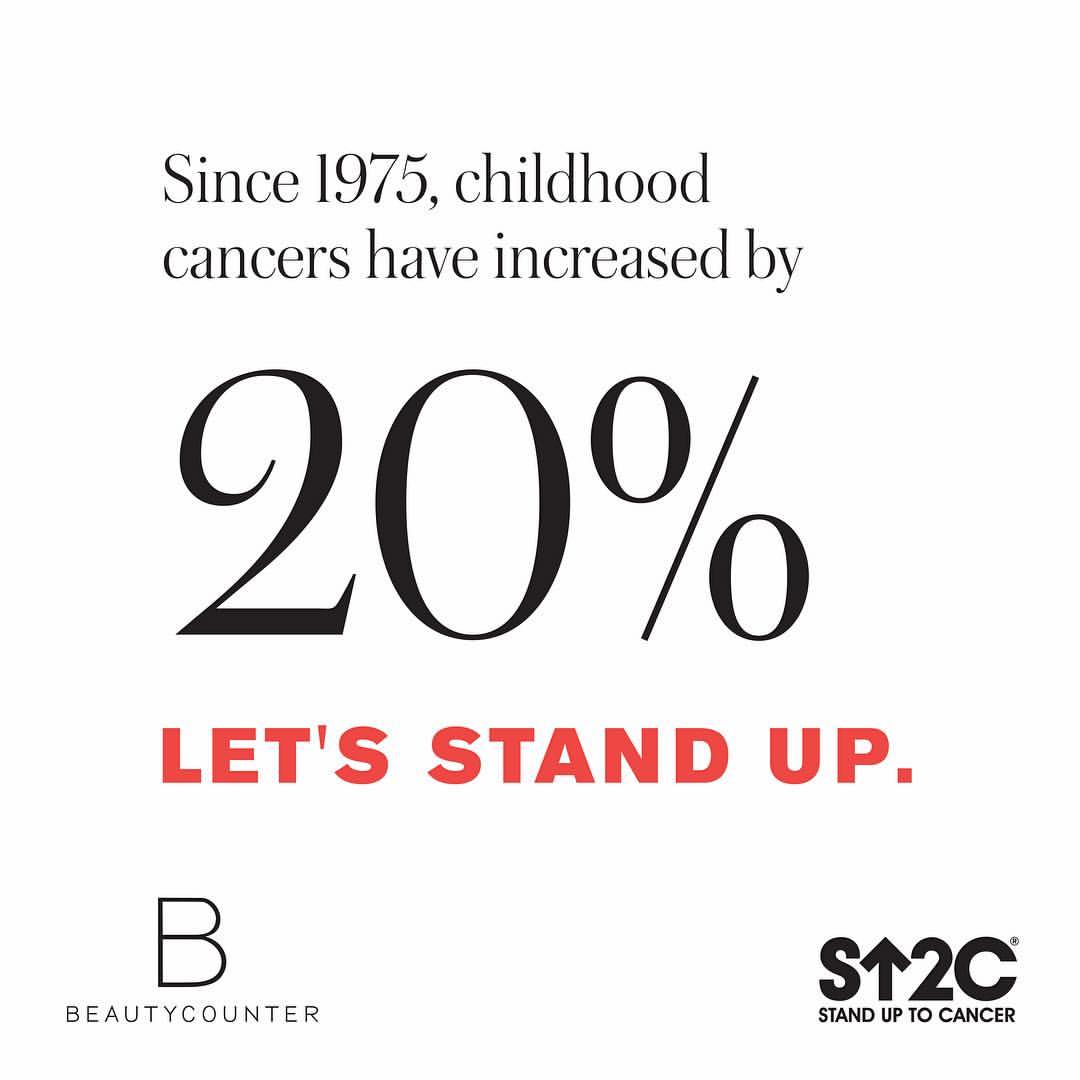 Since 1975, childhood
cancers have increased by
20%
LET'S STAND UP.
B
BEAUTYCOUNTER
S↑2C®
STAND UP TO CANCER